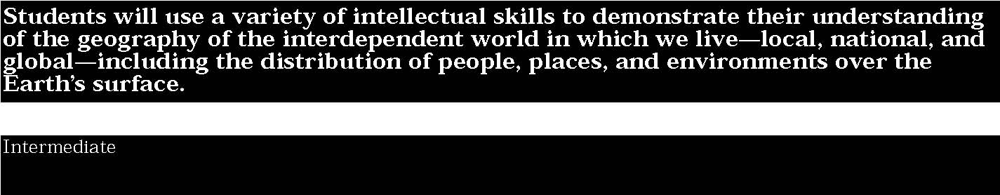 Students will use a variety of intellectual skills to demonstrate their understanding
of the geography of the interdependent world in which we live—local, national, and
global—including the distribution of people, places, and environments over the
Earth’s surface.
Intermediate